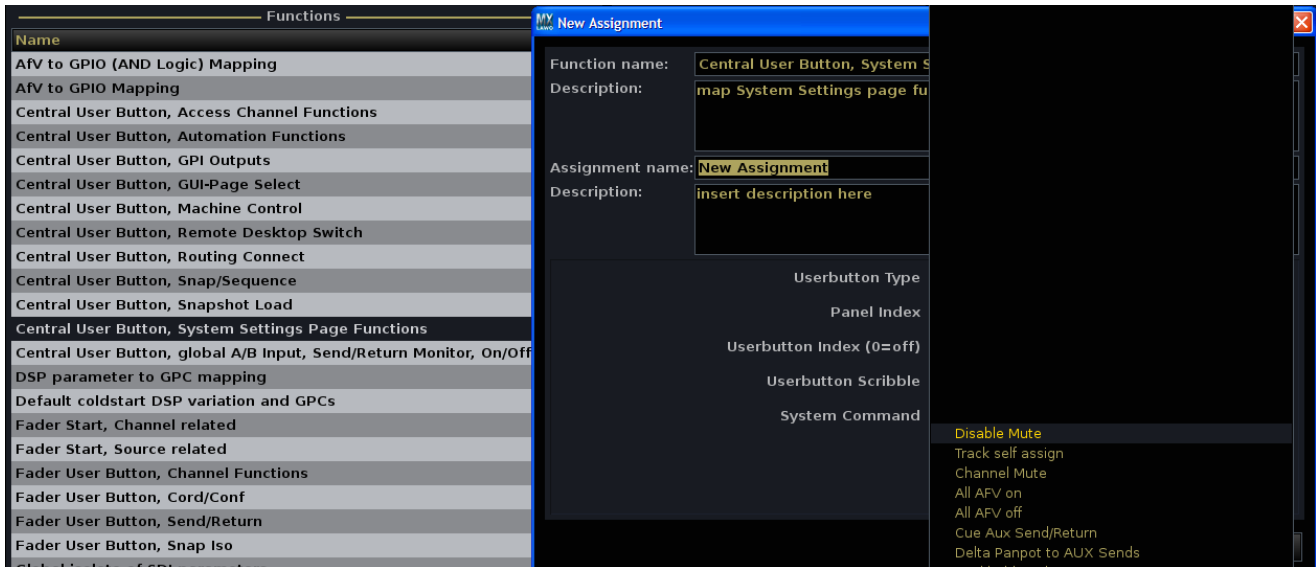 Functions
Name
AfV to GPIO (AND Logic) Mapping
AfV to GPIO Mapping
Central User Button, Access Channel Functions
Central User Button, Automation Functions
Central User Button, GPI Outputs
Central User Button, GUI-Page Select
Central User Button, Machine Control
Central User Button, Remote Desktop Switch
Central User Button, Routing Connect
Central User Button, Snap/Sequence
Central User Button, Snapshot Load
Central User Button, System Settings Page Functions
Central User Button, global A/B Input, Send/Return Monitor, On/Off
DSP parameter to GPC mapping
Default coldstart DSP variation and GPCs
Fader Start, Channel related
Fader Start, Source related
Fader User Button, Channel Functions
Fader User Button, Cord/Conf
Fader User Button, Send/Return
Fader User Button, Snap Iso
MX LAWO New Assignment
Function name: Central User Button, System S
Description: map System Settings page fu
Assignment name: New Assignment
Description: insert description here
Userbutton Type
Panel Index
Userbutton Index (0=off)
Userbutton Scribble
System Command
Disable Mute
Track self assign
Channel Mute
All AFV on
All AFV off
Cue Aux Send/Return
Delta Panpot to AUX Sends